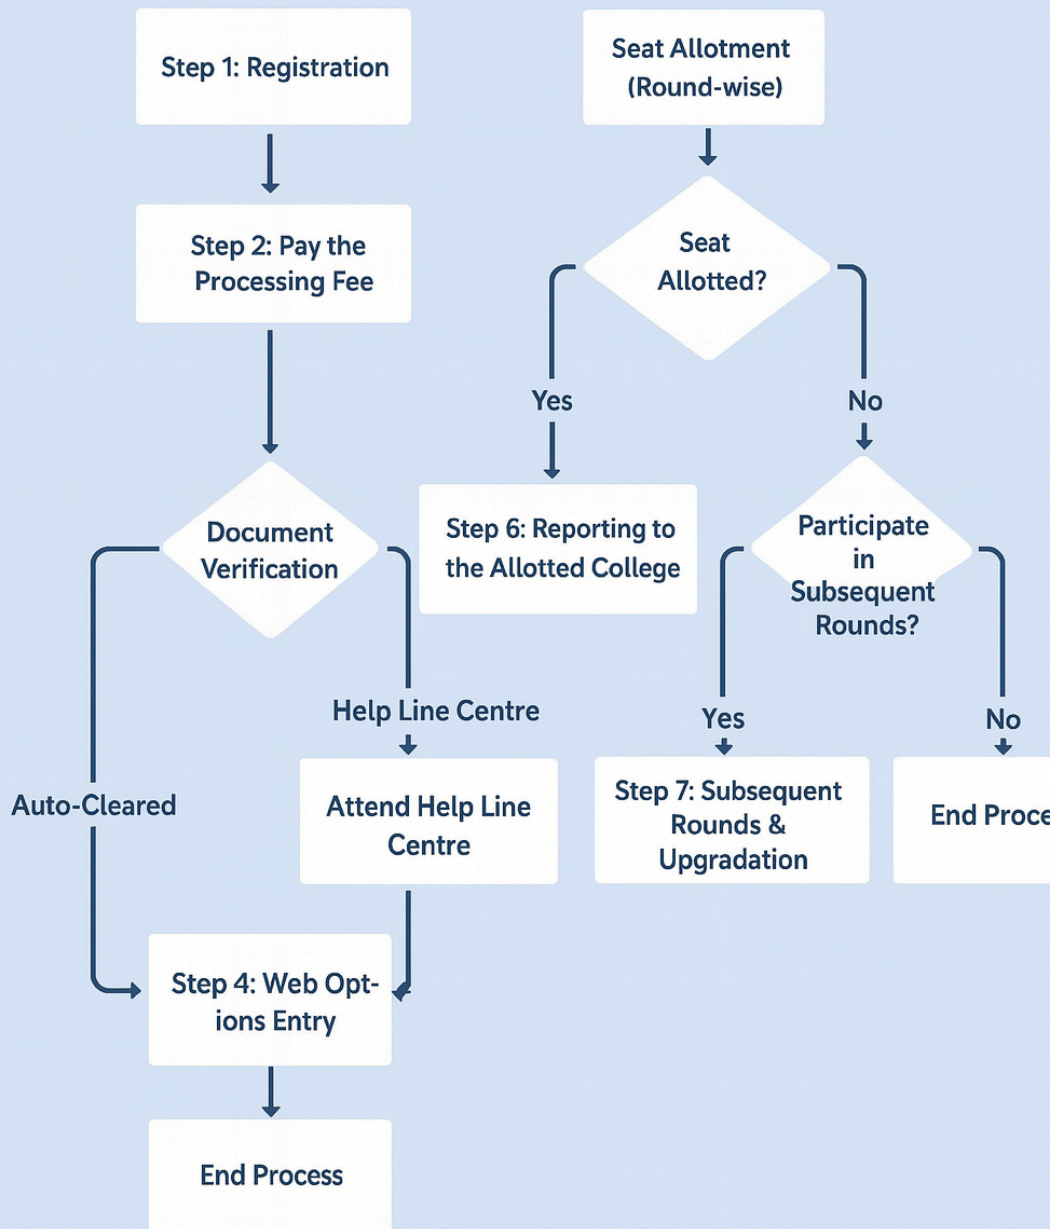 Step 1: Registration
Step 2: Pay the
Processing Fee
Document
Verification
Help Line Centre
Auto-Cleared
Attend Help Line
Centre
Step 4: Web Opt-
ions Entry
End Process
Seat Allotment
(Round-wise)
Seat
Allotted?
Yes
No
Step 6: Reporting to
the Allotted College
Participate
in
Subsequent
Rounds?
Yes
No
Step 7: Subsequent
Rounds &
Upgradation
End Proce